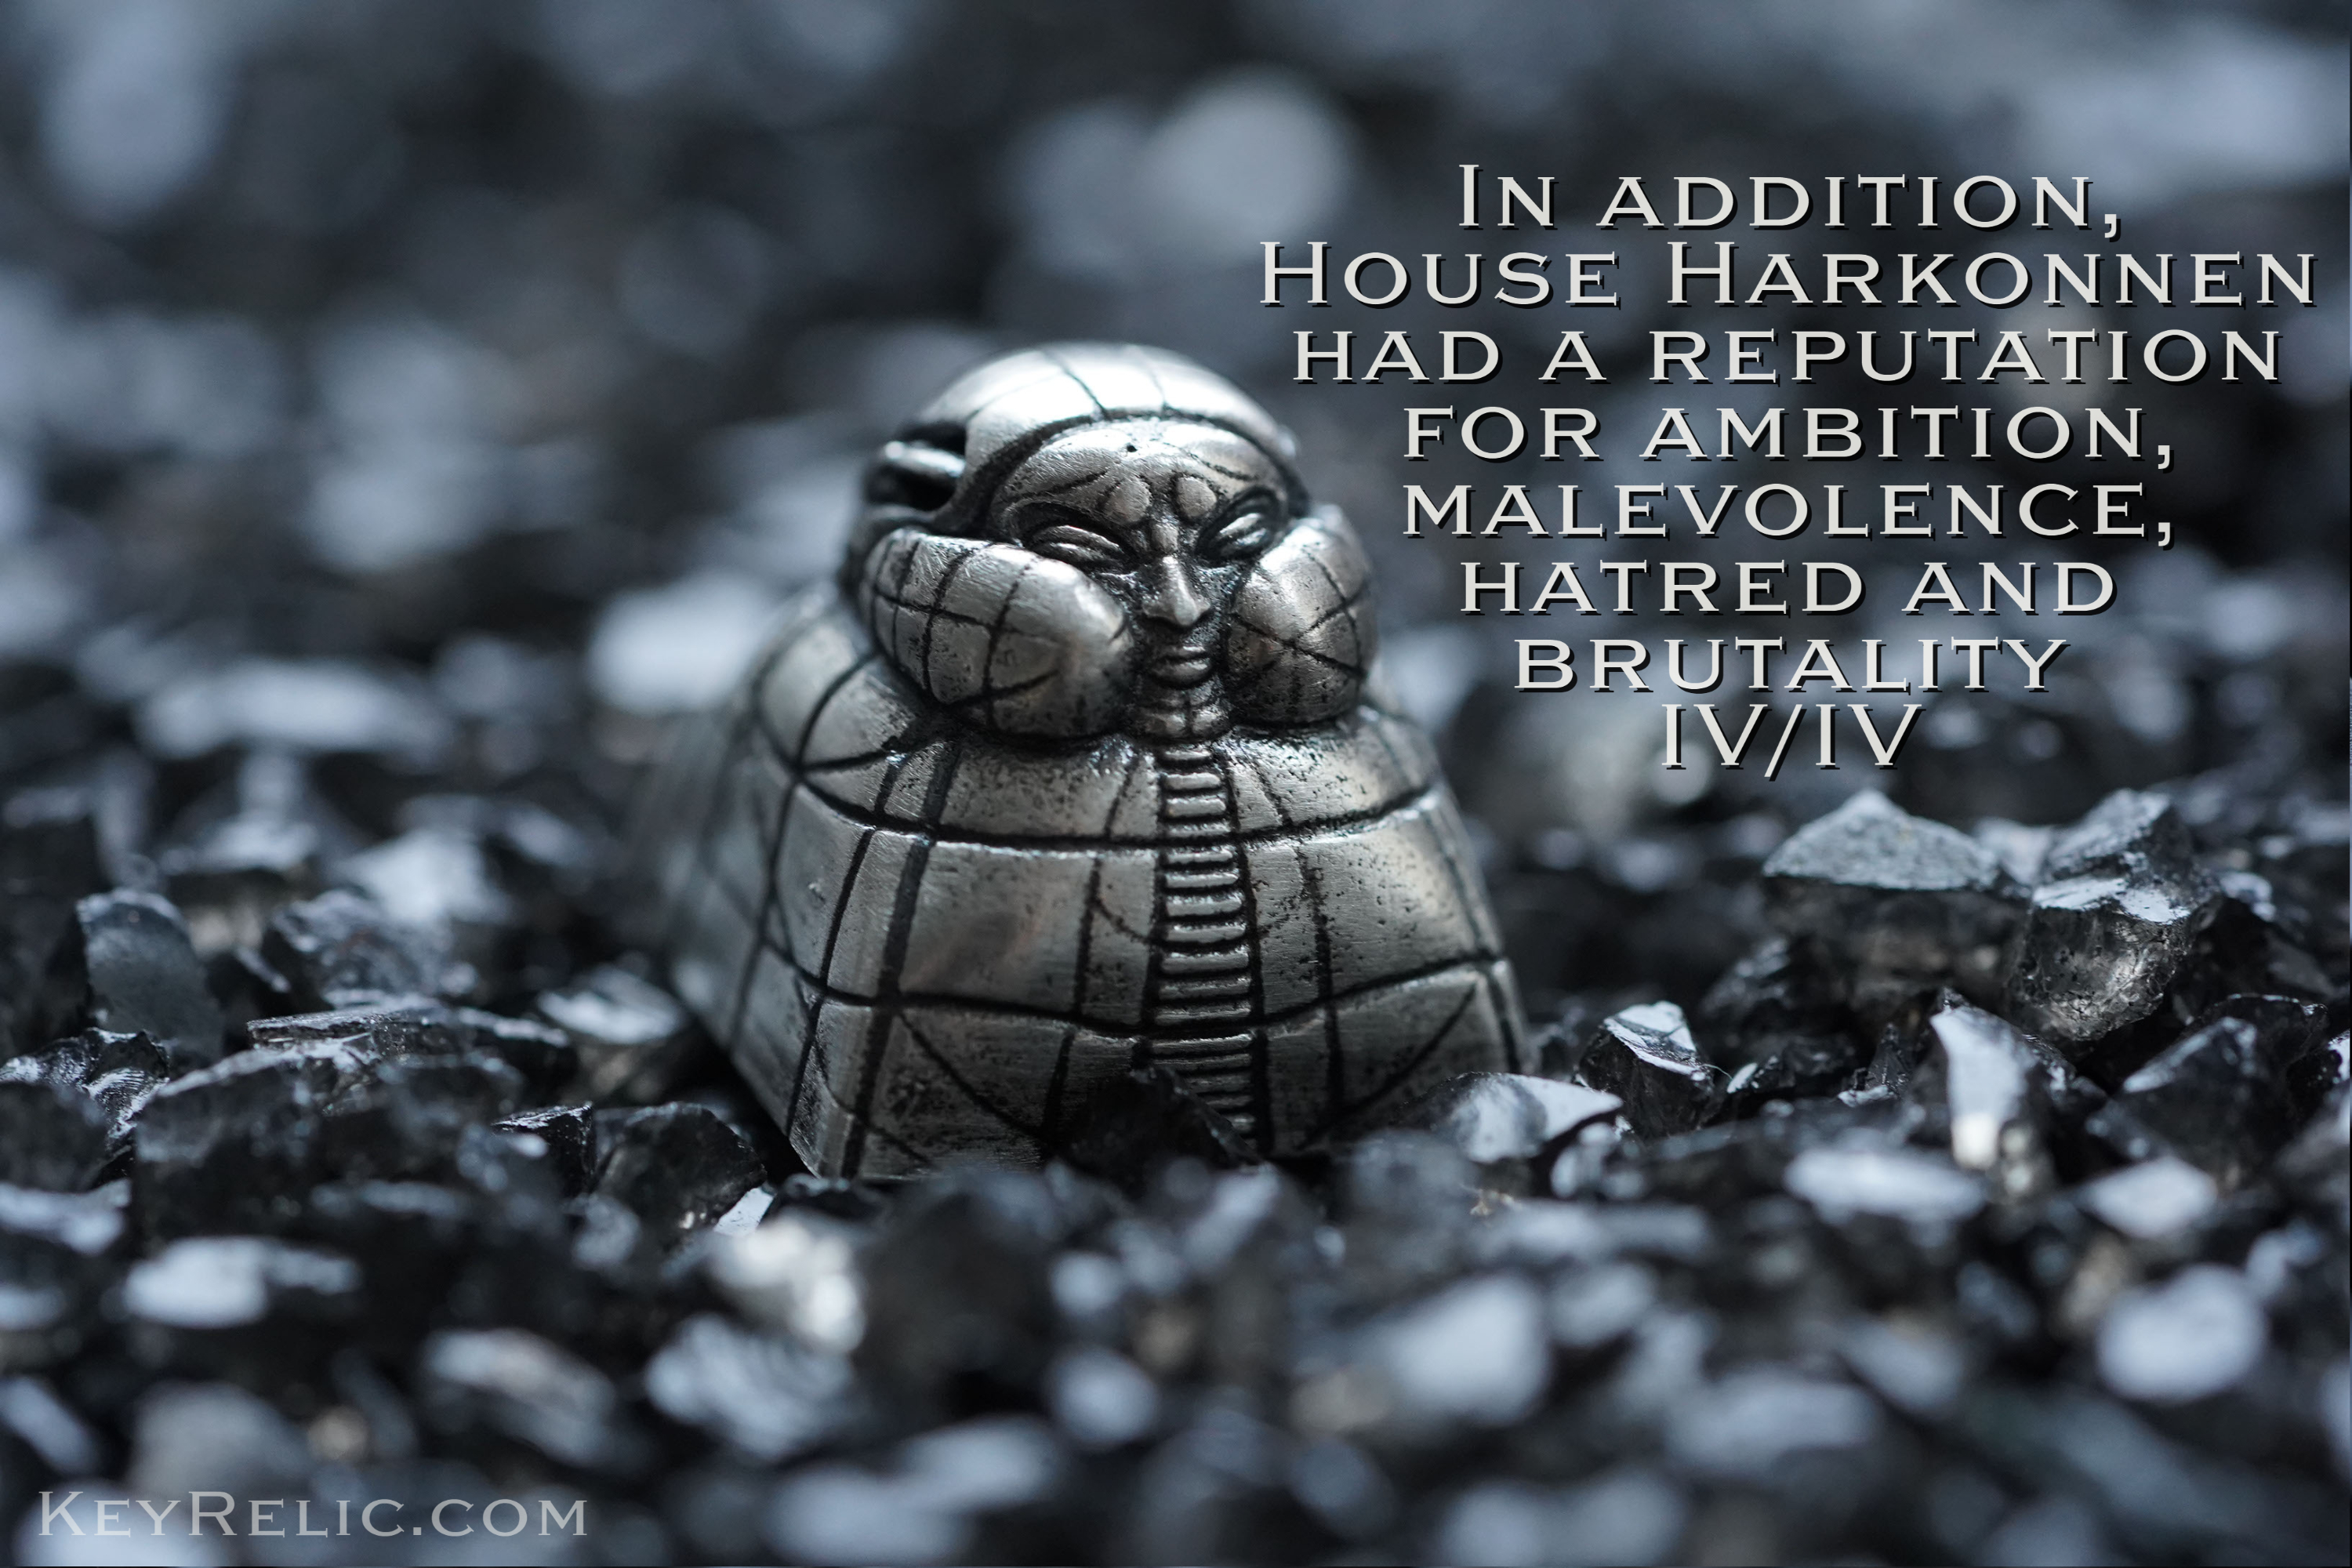 In addition,
House Harkonnen
had a reputation
for ambition,
malevolence,
hatred and
brutality
IV/IV
KeyRelic.com